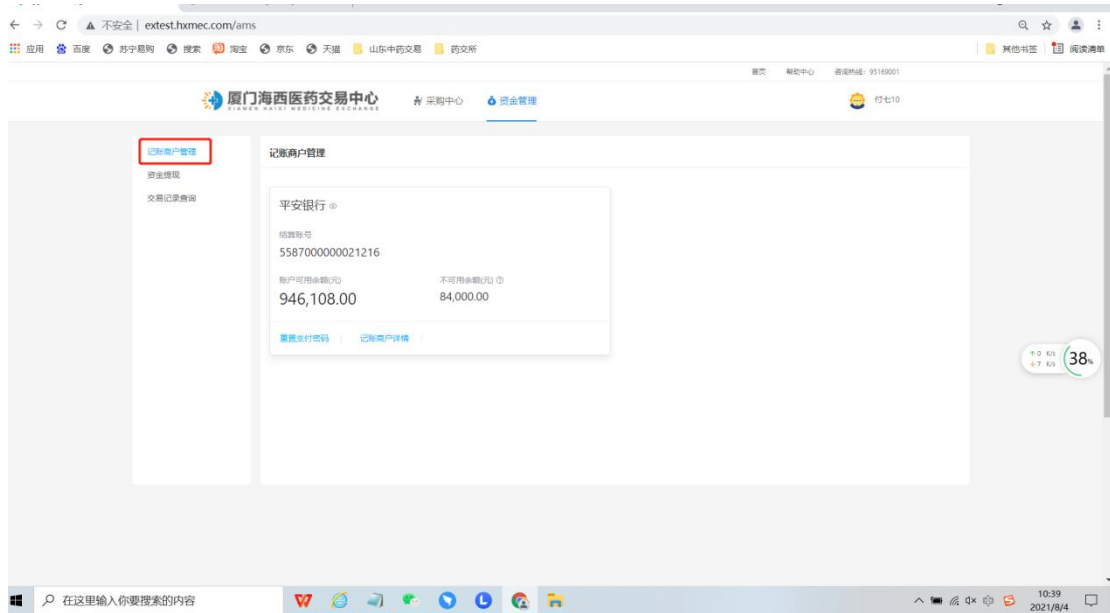 不安全 | extest.hxmec.com/ams
应用 百度 苏宁易购 搜索 淘宝 京东 天猫 山东中药交易 药交所 其他书签 阅读清单
首页 帮助中心 咨询热线：95169001
厦门海西医药交易中心 采购中心 资金管理 付七10
XIAMEN HAIXI MEDICINE EXCHANGE
记账商户管理
资金提现
交易记录查询
记账商户管理
平安银行
结算账号
5587000000021216
账户可用余额(元) 不可用余额(元)
946,108.00 84,000.00
重置支付密码 记账商户详情
↑0 K/s
↓7 K/s
38%
在这里输入你要搜索的内容
10:39
2021/8/4